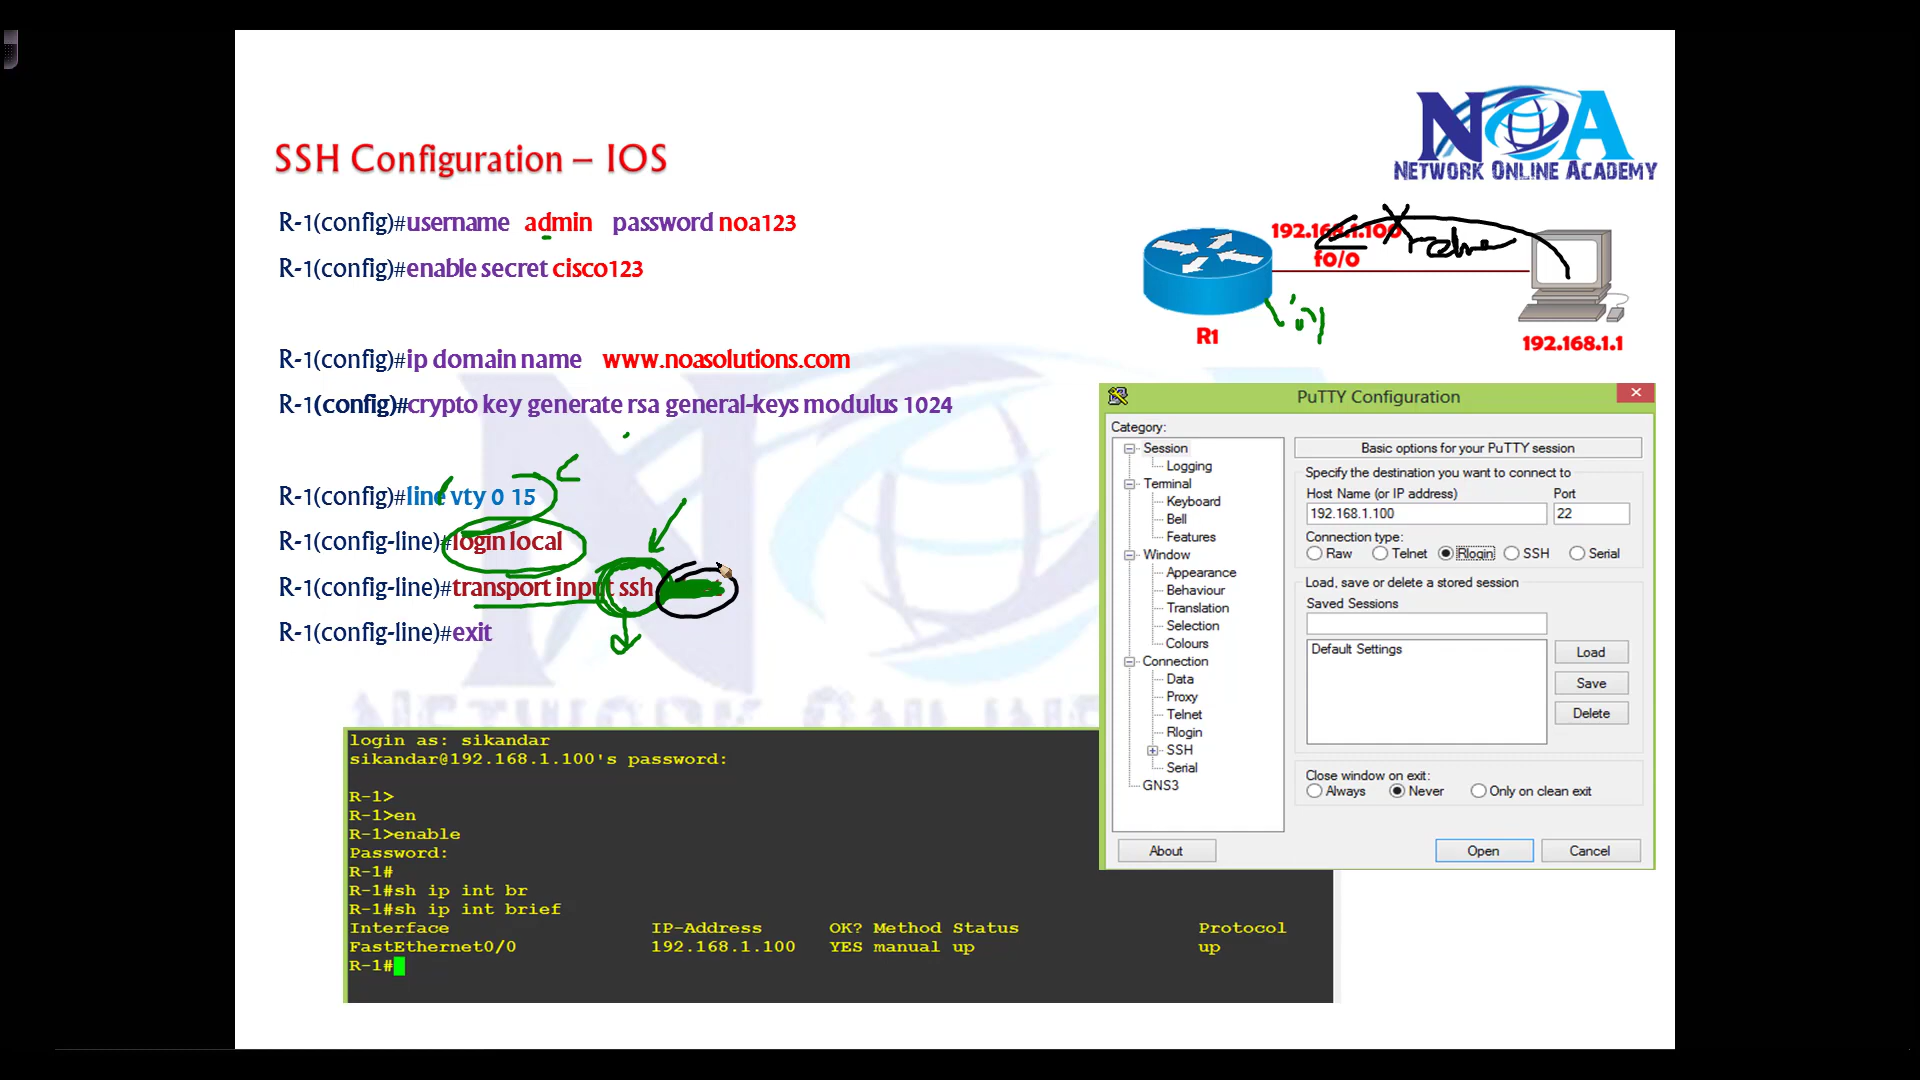 NOA
NETWORK ONLINE ACADEMY
SSH Configuration – IOS
R-1(config)#username admin password noa123
R-1(config)#enable secret cisco123
R-1(config)#ip domain name www.noasolutions.com
R-1(config)#crypto key generate rsa general-keys modulus 1024
R-1(config)#line vty 0 15
R-1(config-line)#login local
R-1(config-line)#transport input ssh
R-1(config-line)#exit
192.168.1.100
f0/0
R1
192.168.1.1
PuTTY Configuration
Category:
Session
Logging
Terminal
Keyboard
Bell
Features
Window
Appearance
Behaviour
Translation
Selection
Colours
Connection
Data
Proxy
Telnet
Rlogin
SSH
Serial
GNS3
Basic options for your PuTTY session
Specify the destination you want to connect to
Host Name (or IP address) Port
192.168.1.100 22
Connection type:
Raw Telnet Rlogin SSH Serial
Load, save or delete a stored session
Saved Sessions
Default Settings
Load
Save
Delete
Close window on exit:
Always Never Only on clean exit
About Open Cancel
login as: sikandar
sikandar@192.168.1.100's password:
R-1>
R-1>en
R-1>enable
Password:
R-1#
R-1#sh ip int br
R-1#sh ip int brief
Interface IP-Address OK? Method Status Protocol
FastEthernet0/0 192.168.1.100 YES manual up up
R-1#